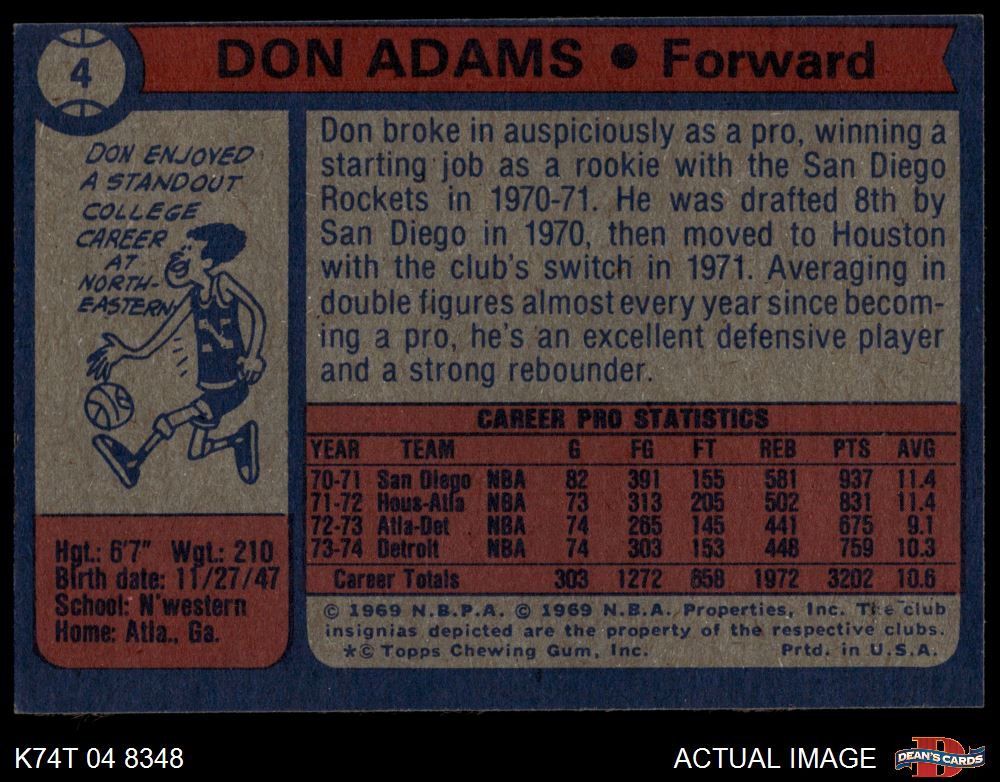 4
DON ADAMS ● Forward
DON ENJOYED
A STANDOUT
COLLEGE
CAREER
AT
NORTH-
EASTERN
N
Don broke in auspiciously as a pro, winning a
starting job as a rookie with the San Diego
Rockets in 1970-71. He was drafted 8th by
San Diego in 1970, then moved to Houston
with the club's switch in 1971. Averaging in
double figures almost every year since becom-
ing a pro, he's an excellent defensive player
and a strong rebounder.
Hgt.: 6'7" Wgt.: 210
Birth date: 11/27/47
School: N'western
Home: Atla., Ga.
CAREER PRO STATISTICS
YEAR TEAM G FG FT REB PTS AVG
70-71 San Diego NBA 82 391 155 581 937 11.4
71-72 Hous-Atla NBA 73 313 205 502 831 11.4
72-73 Atla-Det NBA 74 265 145 441 675 9.1
73-74 Detroit NBA 74 303 153 448 759 10.3
Career Totals 303 1272 658 1972 3202 10.6
© 1969 N.B.P.A. © 1969 N.B.A. Properties, Inc. The club
insignias depicted are the property of the respective clubs.
*© Topps Chewing Gum, Inc. Prtd. in U.S.A.
K74T 04 8348
ACTUAL IMAGE
D
DEAN'S CARDS